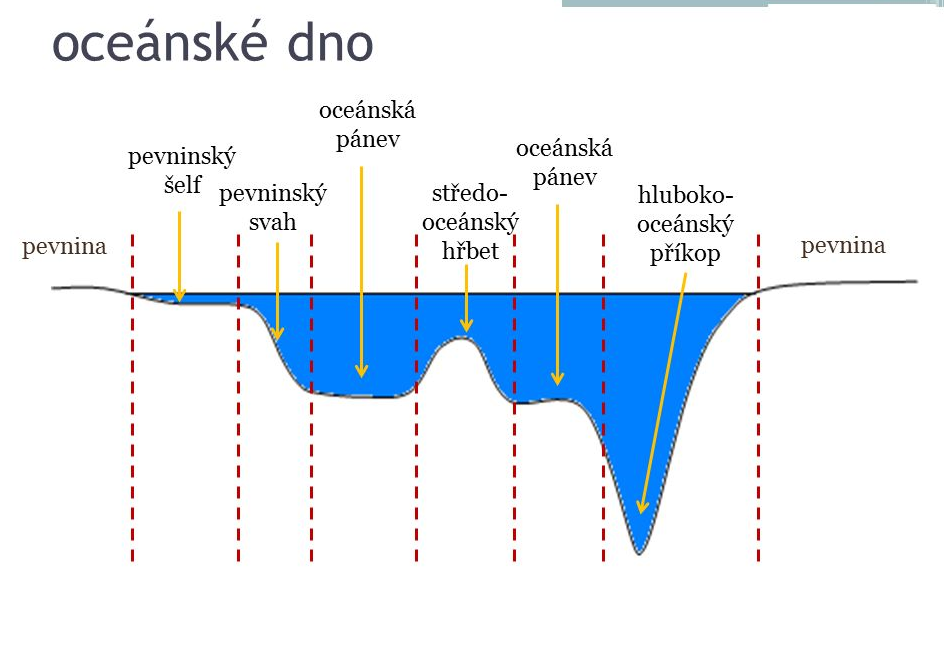 oceánské dno
oceánská
pánev
pevninský
šelf
pevninský
svah
středo-
oceánský
hřbet
oceánská
pánev
hluboko-
oceánský
příkop
pevnina
pevnina